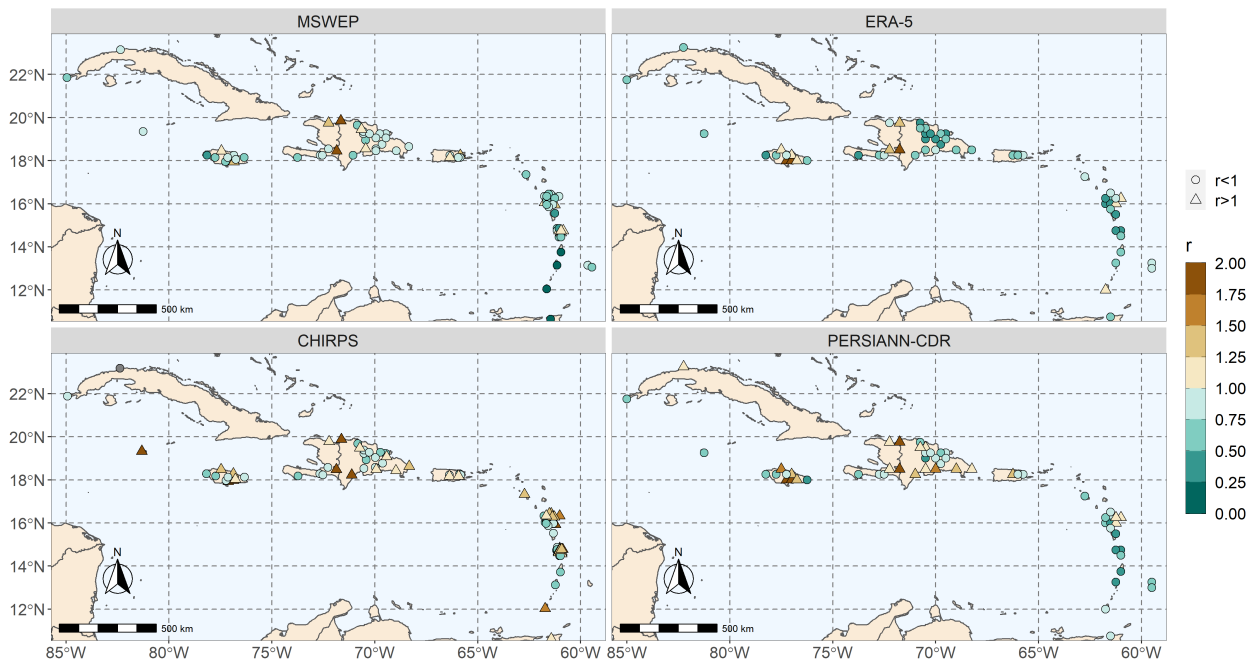 MSWEP
ERA-5
22°N
20°N
18°N
16°N
14°N
12°N
N
500 km
N
500 km
CHIRPS
PERSIANN-CDR
22°N
20°N
18°N
16°N
14°N
12°N
N
500 km
N
500 km
85°W 80°W 75°W 70°W 65°W 60°W
85°W 80°W 75°W 70°W 65°W 60°W
r<1
r>1
r
2.00
1.75
1.50
1.25
1.00
0.75
0.50
0.25
0.00